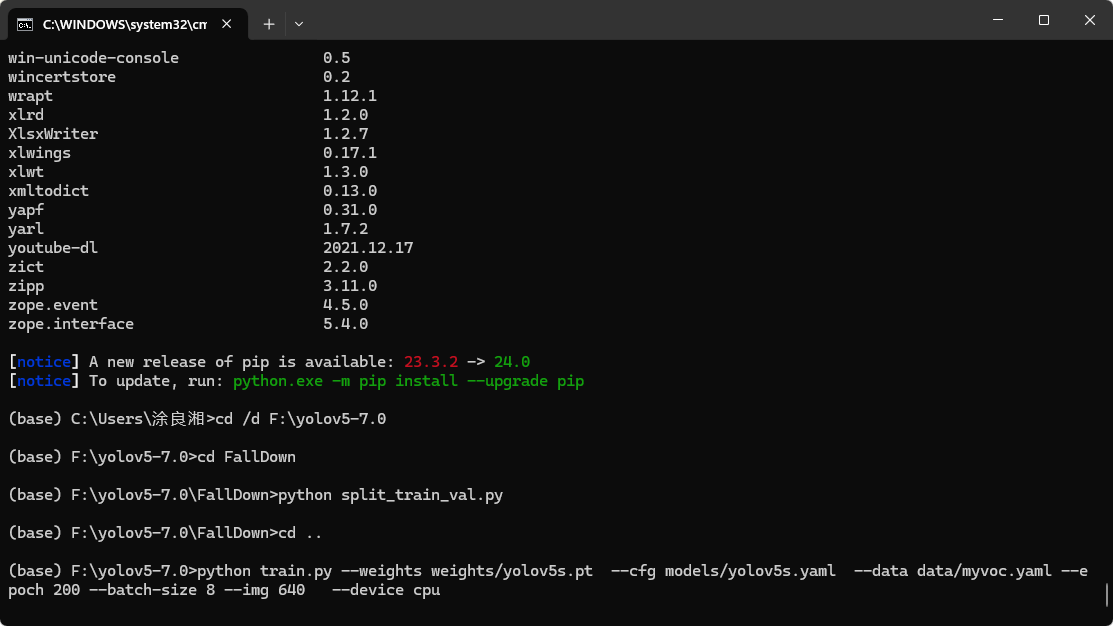 C:\WINDOWS\system32\cm
win-unicode-console 0.5
wincertstore 0.2
wrapt 1.12.1
xlrd 1.2.0
XlsxWriter 1.2.7
xlwings 0.17.1
xlwt 1.3.0
xmltodict 0.13.0
yapf 0.31.0
yarl 1.7.2
youtube-dl 2021.12.17
zict 2.2.0
zipp 3.11.0
zope.event 4.5.0
zope.interface 5.4.0
[notice] A new release of pip is available: 23.3.2 -> 24.0
[notice] To update, run: python.exe -m pip install --upgrade pip
(base) C:\Users\涂良湘>cd /d F:\yolov5-7.0
(base) F:\yolov5-7.0>cd FallDown
(base) F:\yolov5-7.0\FallDown>python split_train_val.py
(base) F:\yolov5-7.0\FallDown>cd ..
(base) F:\yolov5-7.0>python train.py --weights weights/yolov5s.pt  --cfg models/yolov5s.yaml  --data data/myvoc.yaml --e
poch 200 --batch-size 8 --img 640   --device cpu